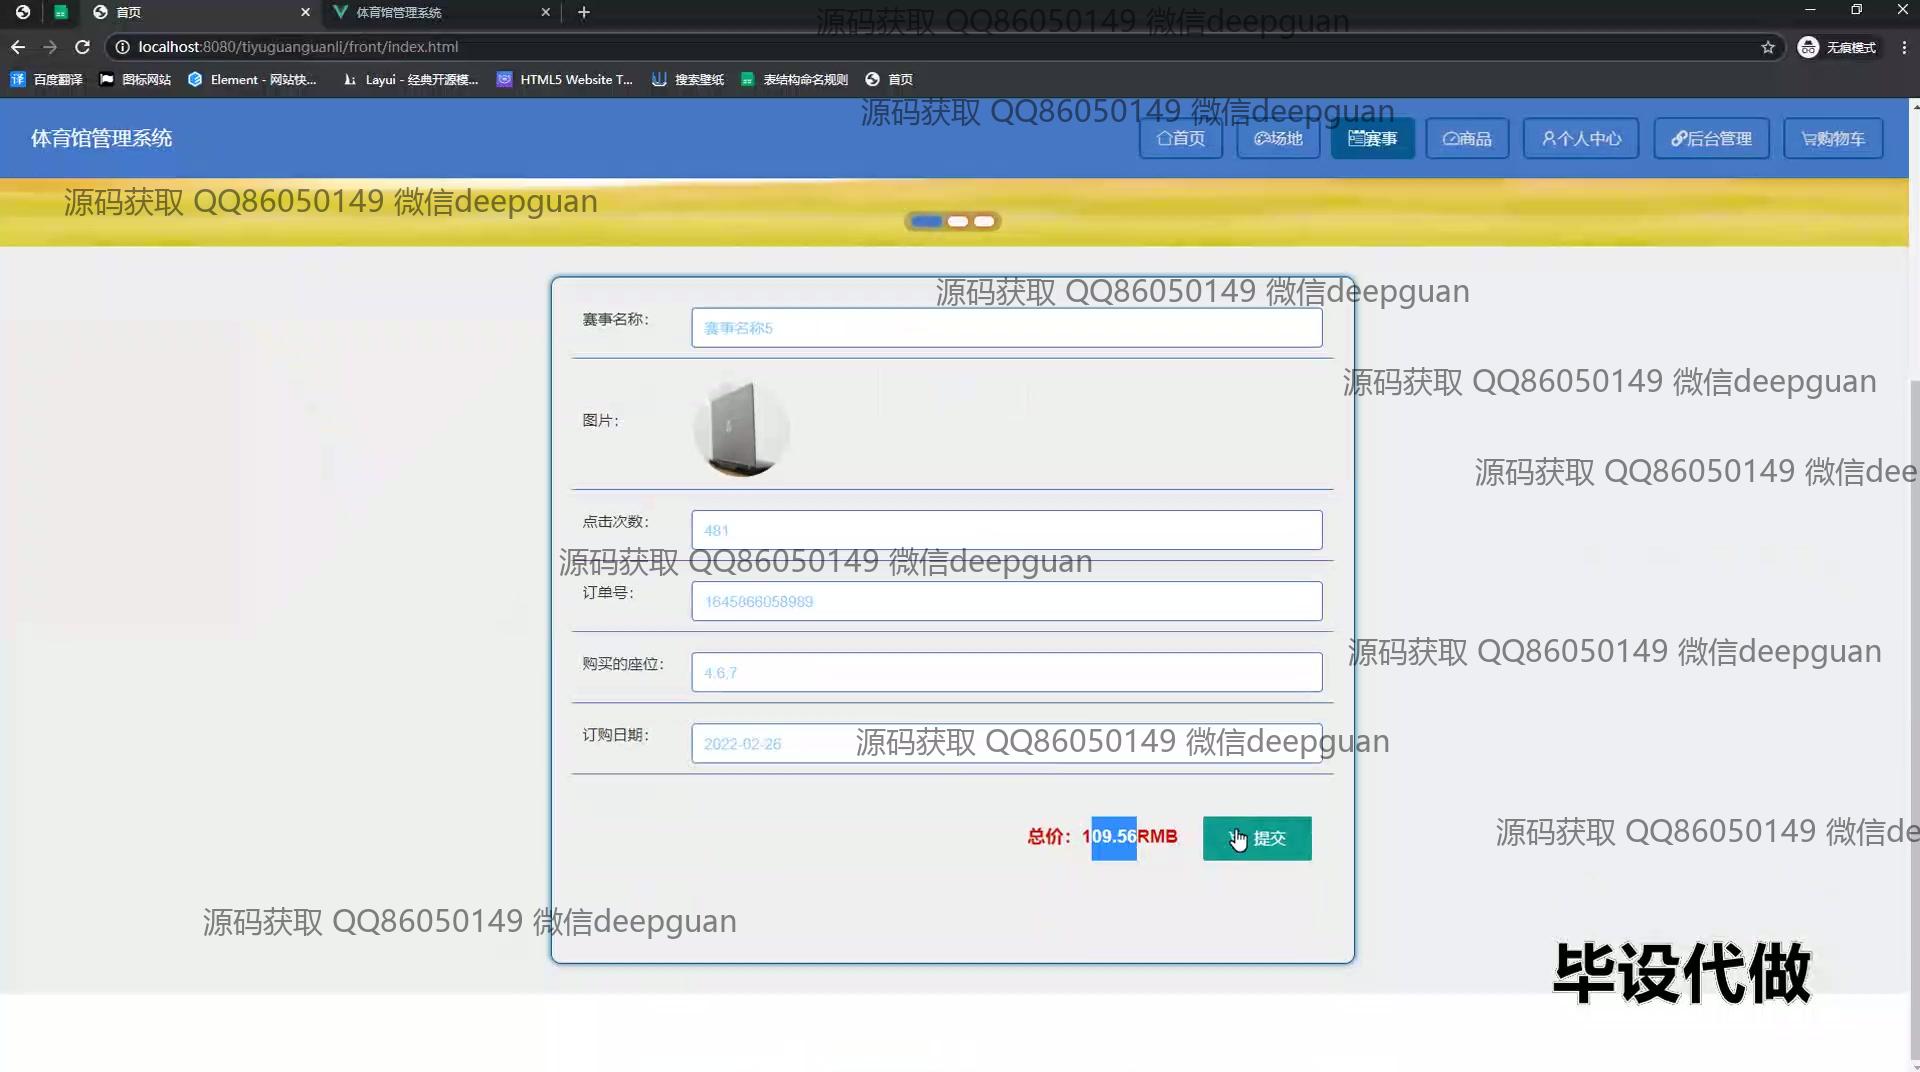 首页
体育馆管理系统
localhost:8080/tiyuguanguanli/front/index.html
无痕模式
百度翻译
图标网站
Element - 网站快...
Layui - 经典开源模...
HTML5 Website T...
搜索壁纸
表结构命名规则
首页
源码获取 QQ86050149 微信deepguan
源码获取 QQ86050149 微信deepguan
体育馆管理系统
首页
场地
赛事
商品
个人中心
后台管理
购物车
源码获取 QQ86050149 微信deepguan
源码获取 QQ86050149 微信deepguan
赛事名称：
赛事名称5
源码获取 QQ86050149 微信deepguan
图片：
源码获取 QQ86050149 微信dee
点击次数：
481
源码获取 QQ86050149 微信deepguan
订单号：
1645866058989
源码获取 QQ86050149 微信deepguan
购买的座位：
4,6,7
订购日期：
2022-02-26
源码获取 QQ86050149 微信deepguan
总价：109.56RMB
提交
源码获取 QQ86050149 微信de
源码获取 QQ86050149 微信deepguan
毕设代做